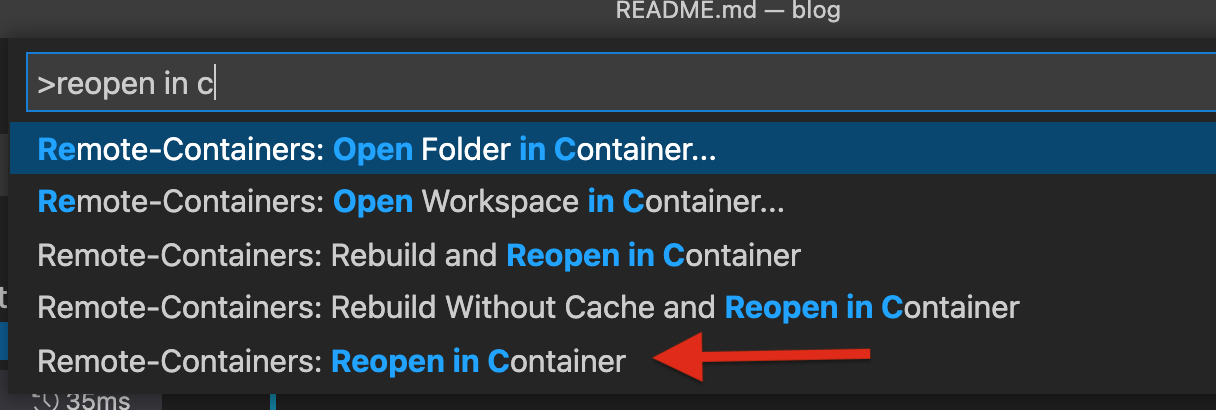 README.md — blog
>reopen in c
Remote-Containers: Open Folder in Container...
Remote-Containers: Open Workspace in Container...
Remote-Containers: Rebuild and Reopen in Container
Remote-Containers: Rebuild Without Cache and Reopen in Container
Remote-Containers: Reopen in Container
t
35ms